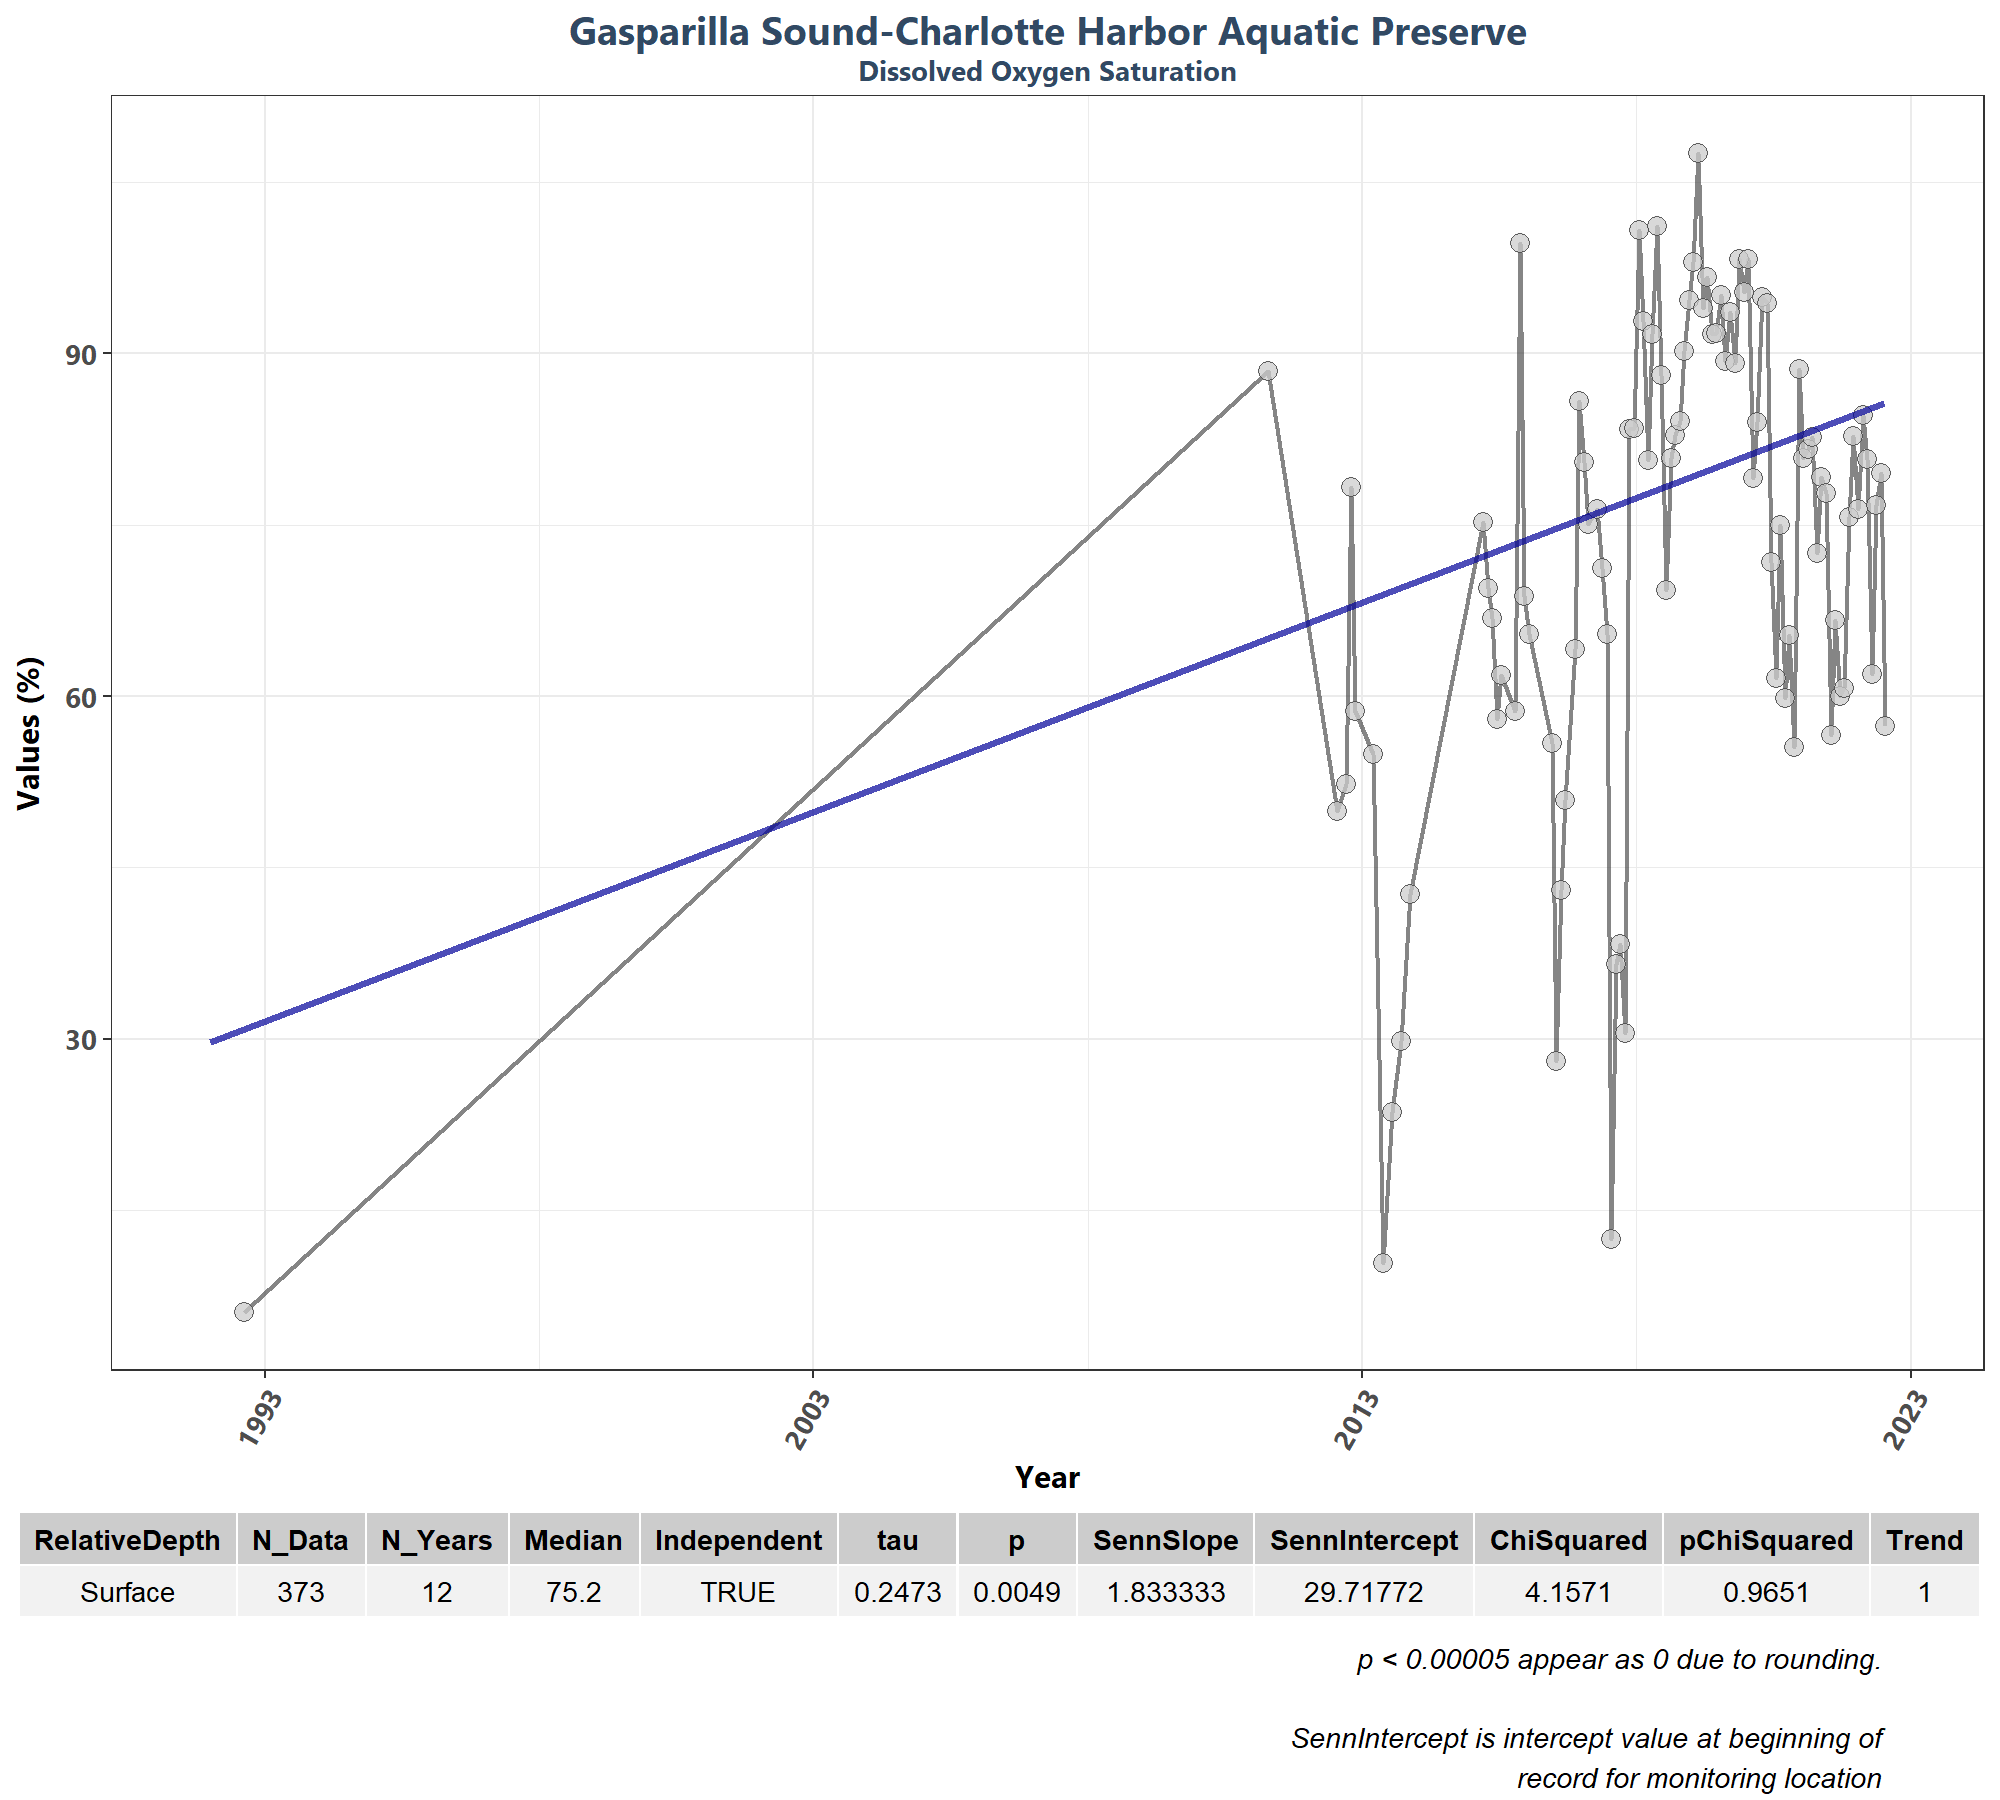 Gasparilla Sound-Charlotte Harbor Aquatic Preserve
Dissolved Oxygen Saturation
Values (%)
90
60
30
1993
2003
2013
2023
Year
RelativeDepth N_Data N_Years Median Independent tau p SennSlope SennIntercept ChiSquared pChiSquared Trend
Surface 373 12 75.2 TRUE 0.2473 0.0049 1.833333 29.71772 4.1571 0.9651 1
p < 0.00005 appear as 0 due to rounding.
SennIntercept is intercept value at beginning of
record for monitoring location